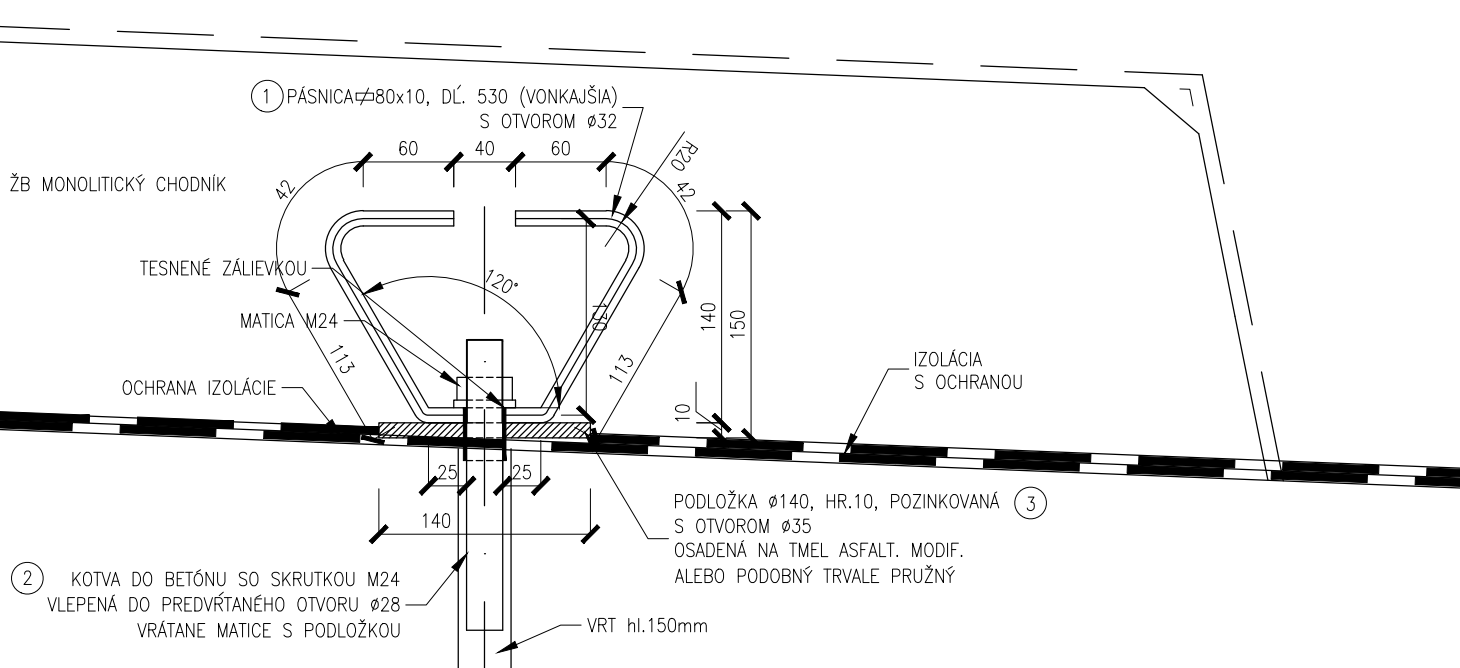 1 PÁSNICA 80x10, DĹ. 530 (VONKAJŠIA)
S OTVOROM ø32
60 40 60
R20
ŽB MONOLITICKÝ CHODNÍK
42
42
TESNENÉ ZÁLIEVKOU
120°
MATICA M24
130
140
150
113
113
IZOLÁCIA
S OCHRANOU
OCHRANA IZOLÁCIE
10
25 25
140
PODLOŽKA ø140, HR.10, POZINKOVANÁ 3
S OTVOROM ø35
OSADENÁ NA TMEL ASFALT. MODIF.
ALEBO PODOBNÝ TRVALE PRUŽNÝ
2 KOTVA DO BETÓNU SO SKRUTKOU M24
VLEPENÁ DO PREDVŔTANÉHO OTVORU ø28
VRÁTANE MATICE S PODLOŽKOU
VRT hl.150mm